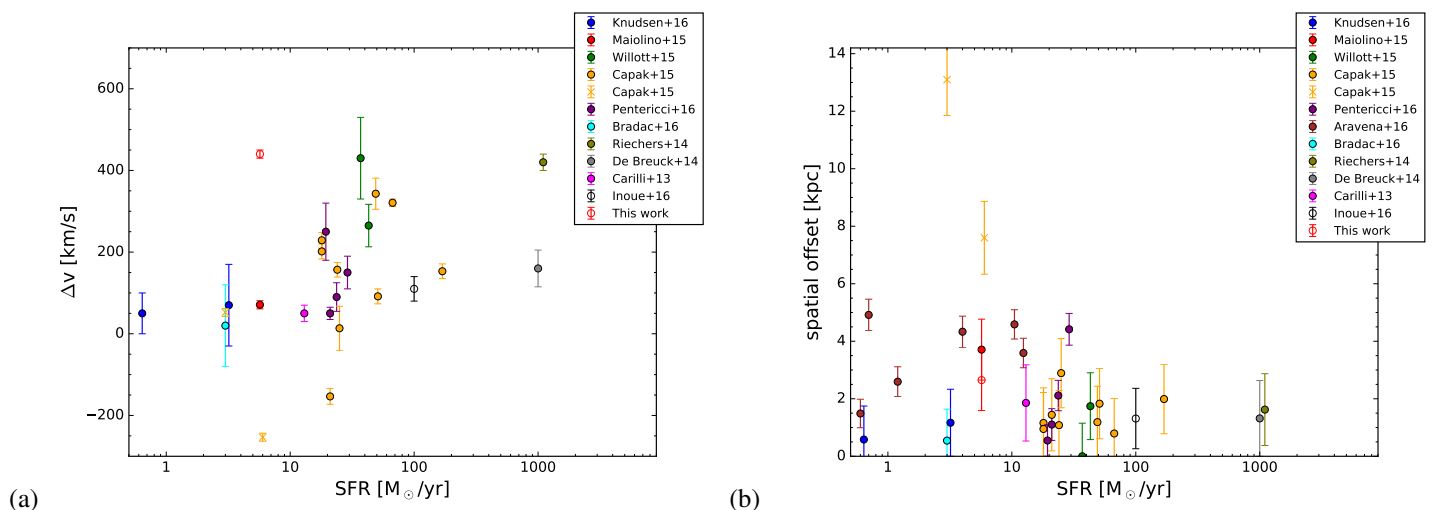 Knudsen+16
Maiolino+15
Willott+15
Capak+15
Capak+15
Pentericci+16
Bradac+16
Riechers+14
De Breuck+14
Carilli+13
Inoue+16
This work
600
400
200
0
−200
Δv [km/s]
1 10 100 1000
SFR [M⊙/yr]
(a)
Knudsen+16
Maiolino+15
Willott+15
Capak+15
Capak+15
Pentericci+16
Aravena+16
Bradac+16
Riechers+14
De Breuck+14
Carilli+13
Inoue+16
This work
14
12
10
8
6
4
2
0
spatial offset [kpc]
1 10 100 1000
SFR [M⊙/yr]
(b)